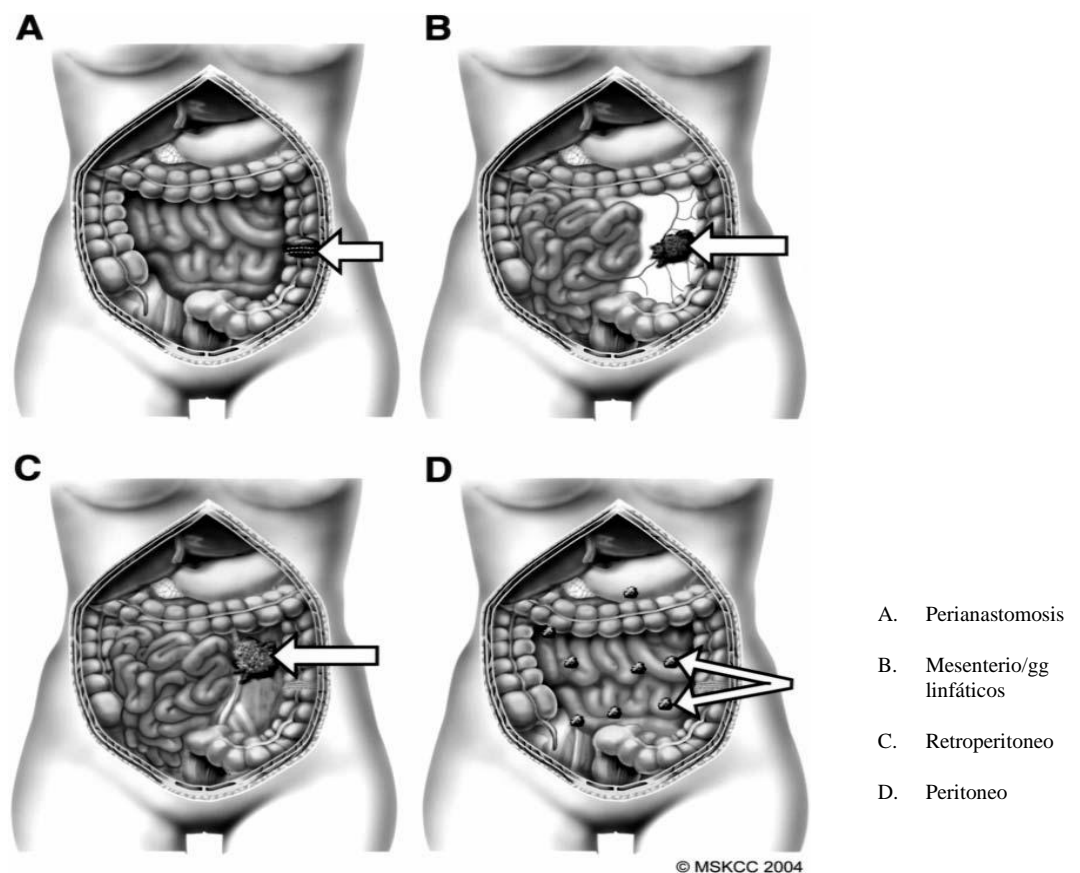 A
B
C
D
A. Perianastomosis
B. Mesenterio/gg
linfáticos
C. Retroperitoneo
D. Peritoneo
© MSKCC 2004